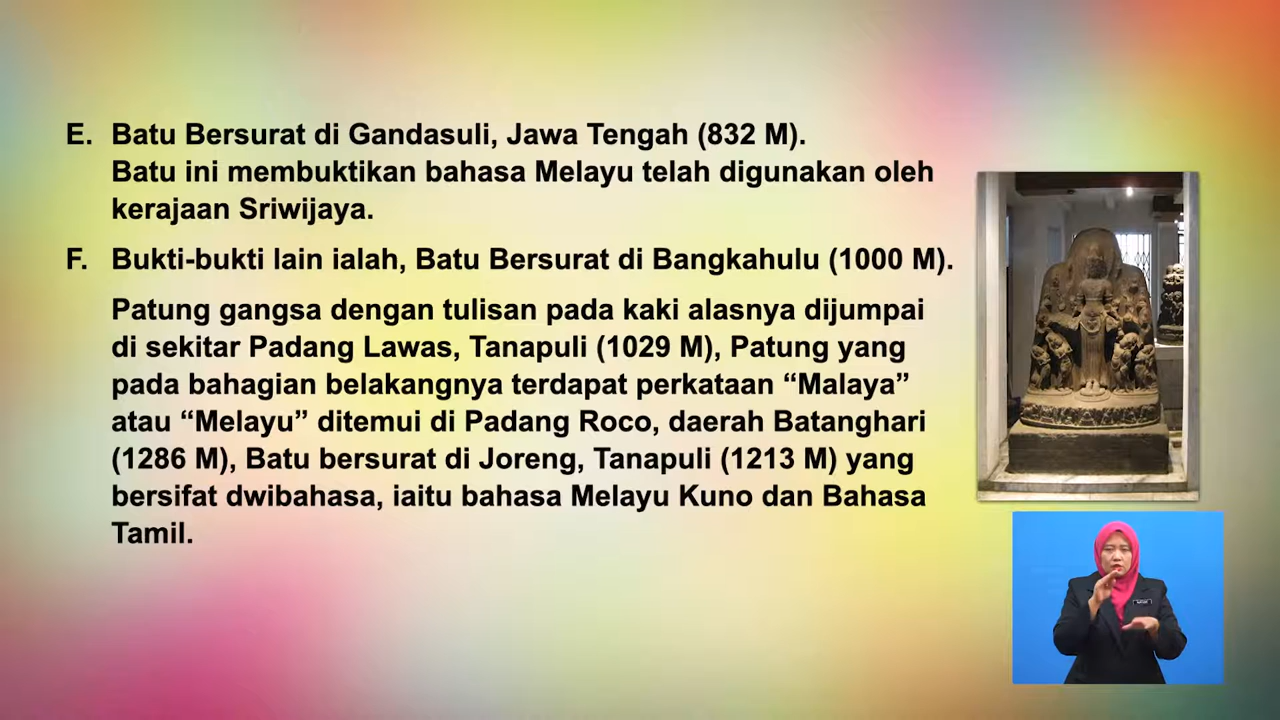 E. Batu Bersurat di Gandasuli, Jawa Tengah (832 M).
Batu ini membuktikan bahasa Melayu telah digunakan oleh
kerajaan Sriwijaya.
F. Bukti-bukti lain ialah, Batu Bersurat di Bangkahulu (1000 M).
Patung gangsa dengan tulisan pada kaki alasnya dijumpai
di sekitar Padang Lawas, Tanapuli (1029 M), Patung yang
pada bahagian belakangnya terdapat perkataan “Malaya”
atau “Melayu” ditemui di Padang Roco, daerah Batanghari
(1286 M), Batu bersurat di Joreng, Tanapuli (1213 M) yang
bersifat dwibahasa, iaitu bahasa Melayu Kuno dan Bahasa
Tamil.